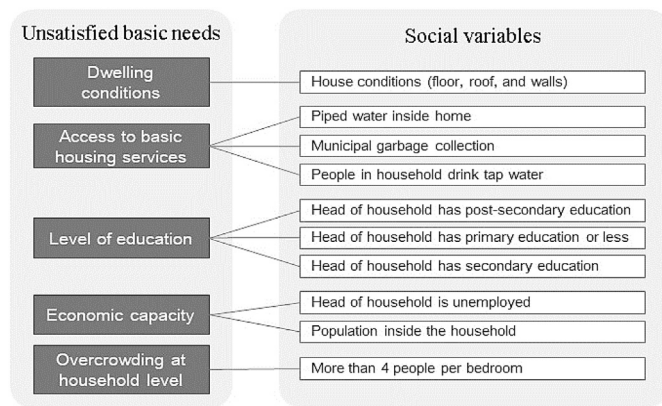 Unsatisfied basic needs
Social variables
Dwelling
conditions
House conditions (floor, roof, and walls)
Access to basic
housing services
Piped water inside home
Municipal garbage collection
People in household drink tap water
Level of education
Head of household has post-secondary education
Head of household has primary education or less
Head of household has secondary education
Economic capacity
Head of household is unemployed
Population inside the household
Overcrowding at
household level
More than 4 people per bedroom